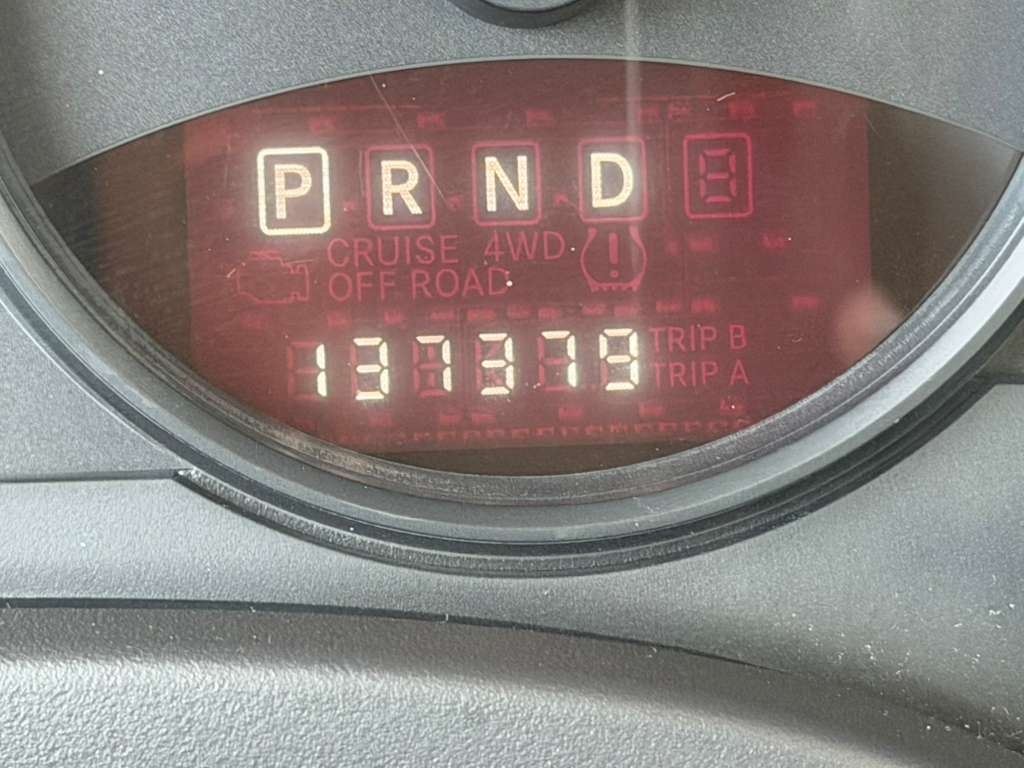 P R N D
CRUISE 4WD
OFF ROAD
137379
TRIP B
TRIP A